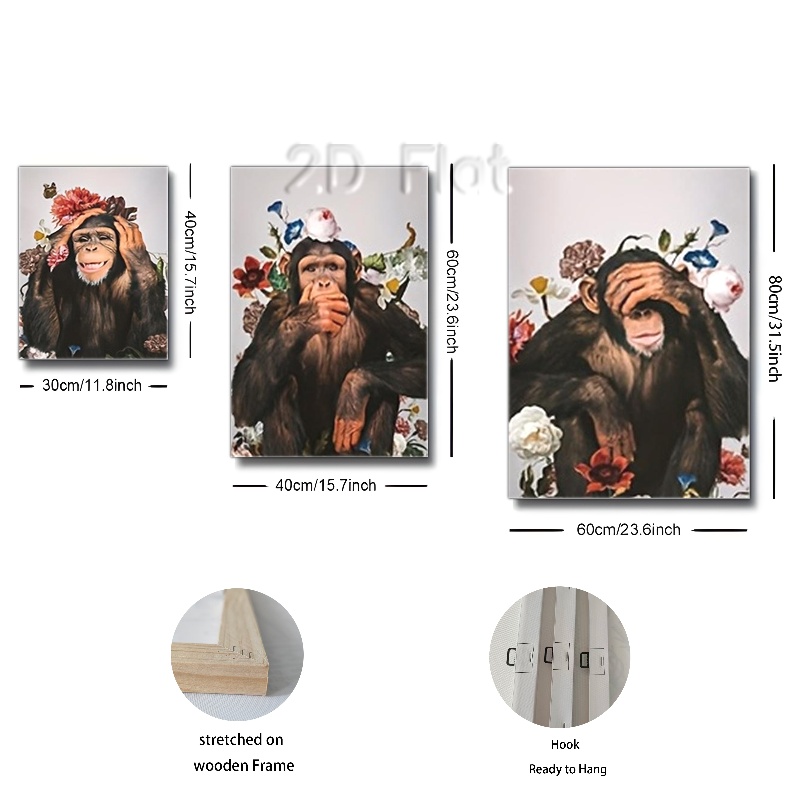 2D Flat
40cm/15.7inch
30cm/11.8inch
60cm/23.6inch
40cm/15.7inch
80cm/31.5inch
60cm/23.6inch
stretched on
wooden Frame
Hook
Ready to Hang